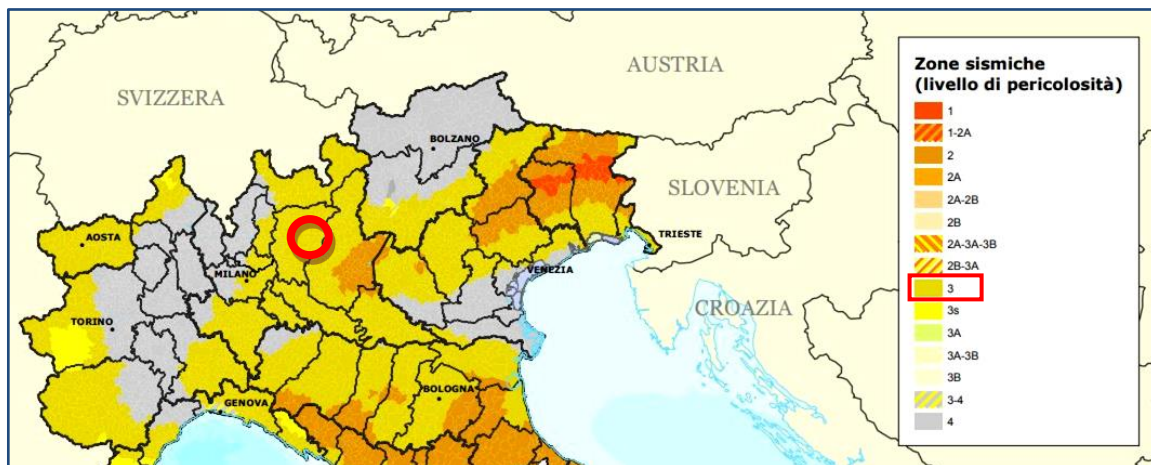 AUSTRIA
SVIZZERA
BOLZANO
SLOVENIA
AOSTA
TRIESTE
MILANO
VENEZIA
CROAZIA
TORINO
BOLOGNA
GENOVA
Zone sismiche
(livello di pericolosità)
1
1-2A
2
2A
2A-2B
2B
2A-3A-3B
2B-3A
3
3s
3A
3A-3B
3B
3-4
4